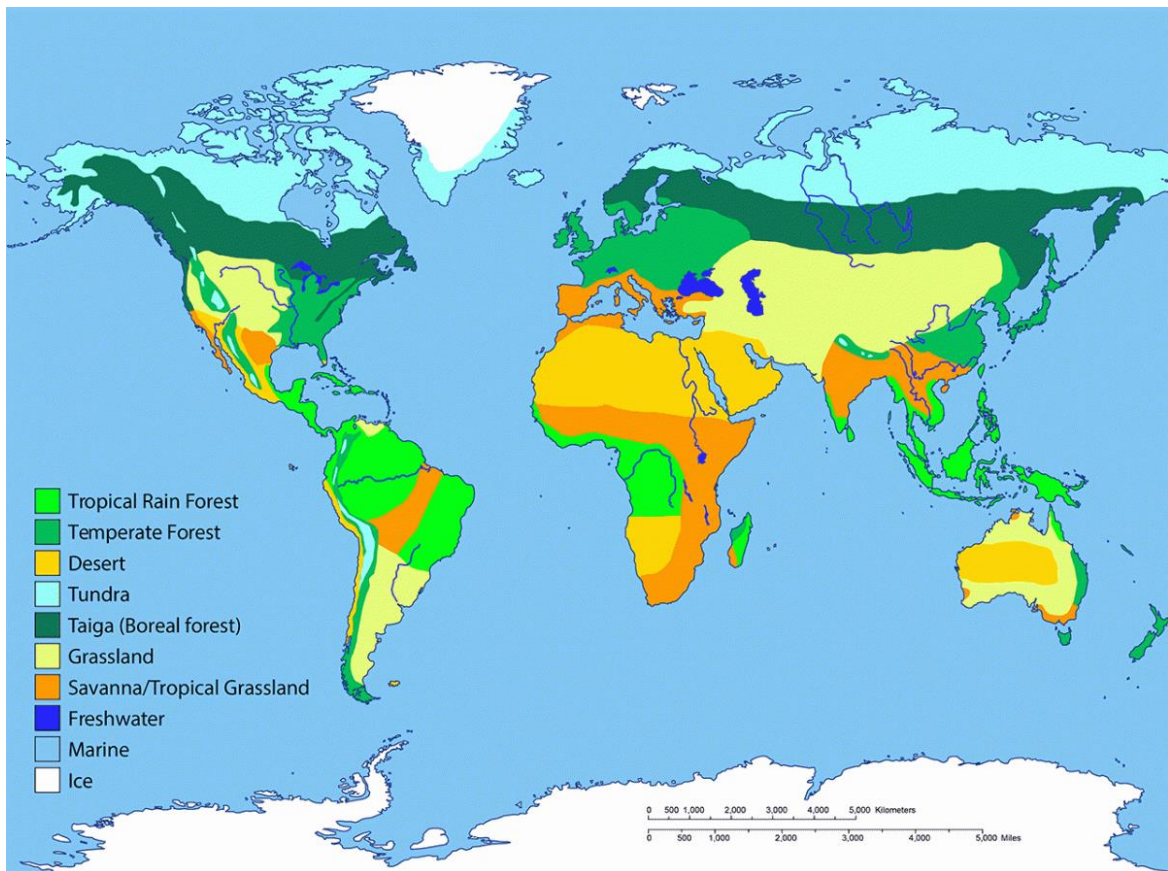 Tropical Rain Forest
Temperate Forest
Desert
Tundra
Taiga (Boreal forest)
Grassland
Savanna/Tropical Grassland
Freshwater
Marine
Ice
0 500 1,000 2,000 3,000 4,000 5,000 Kilometers
0 500 1,000 2,000 3,000 4,000 5,000 Miles